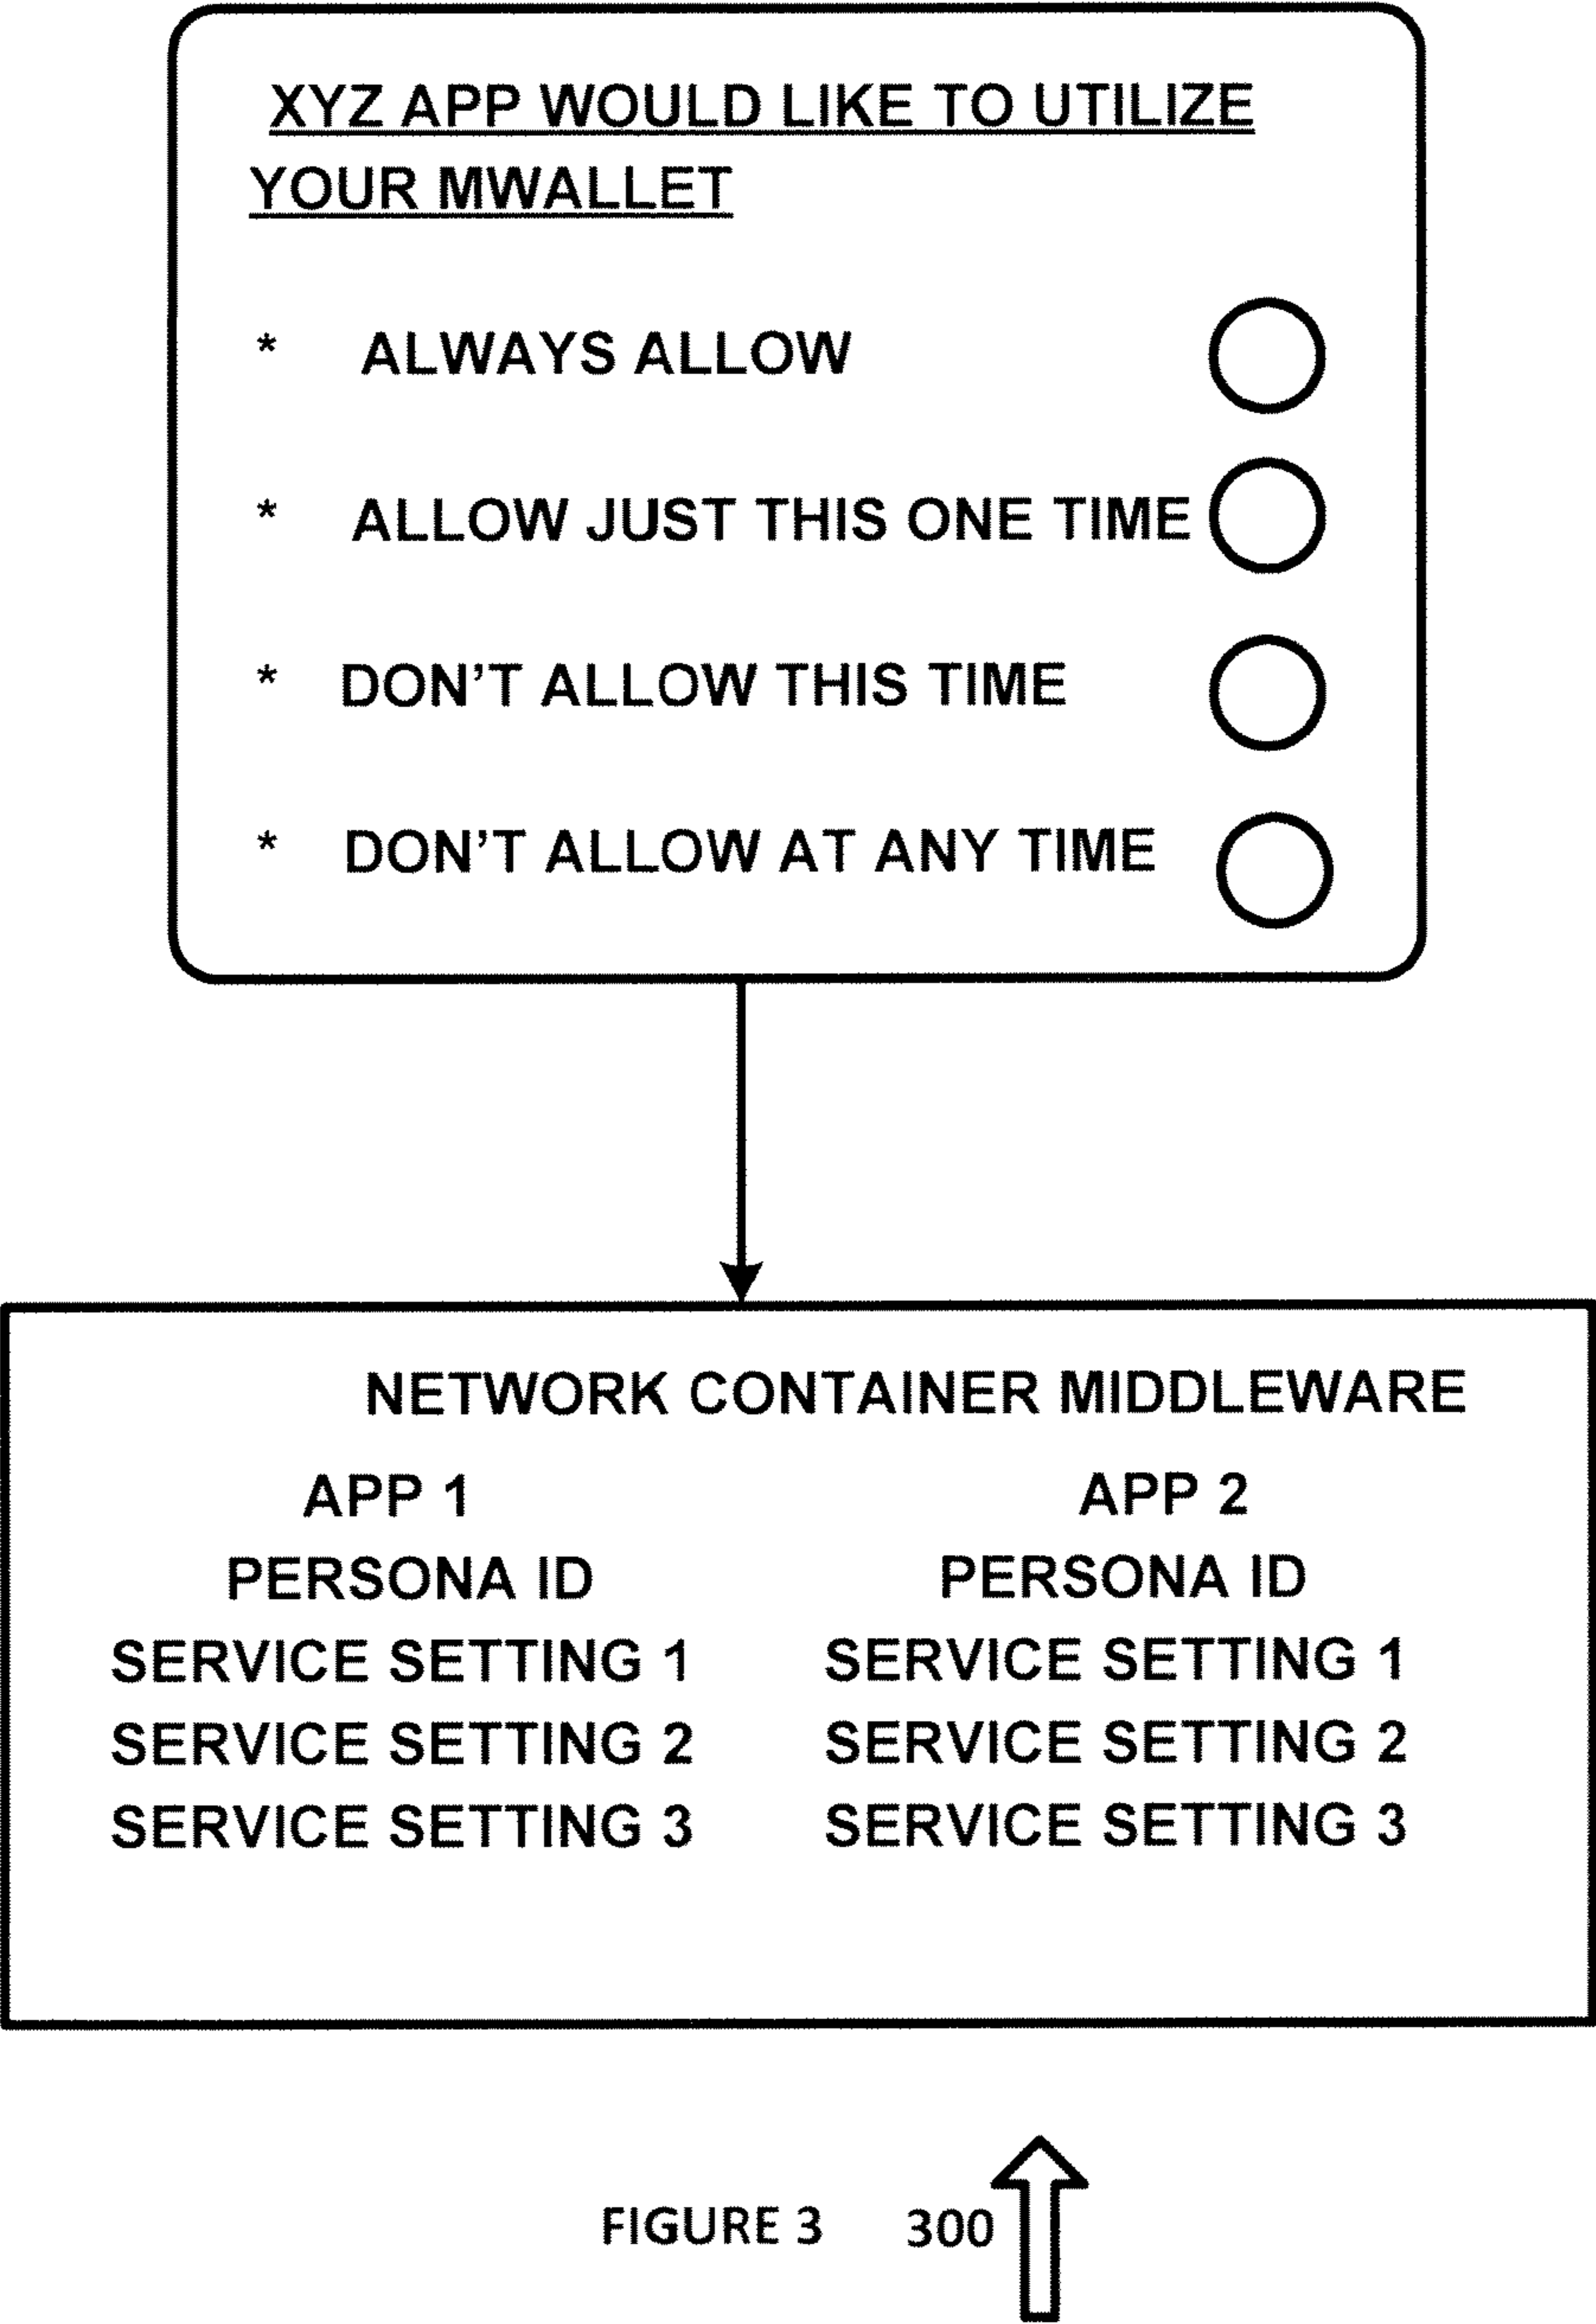 XYZ APP WOULD LIKE TO UTILIZE
YOUR MWALLET
* ALWAYS ALLOW
* ALLOW JUST THIS ONE TIME
* DON'T ALLOW THIS TIME
* DON'T ALLOW AT ANY TIME
NETWORK CONTAINER MIDDLEWARE
APP 1 APP 2
PERSONA ID PERSONA ID
SERVICE SETTING 1 SERVICE SETTING 1
SERVICE SETTING 2 SERVICE SETTING 2
SERVICE SETTING 3 SERVICE SETTING 3
FIGURE 3 300